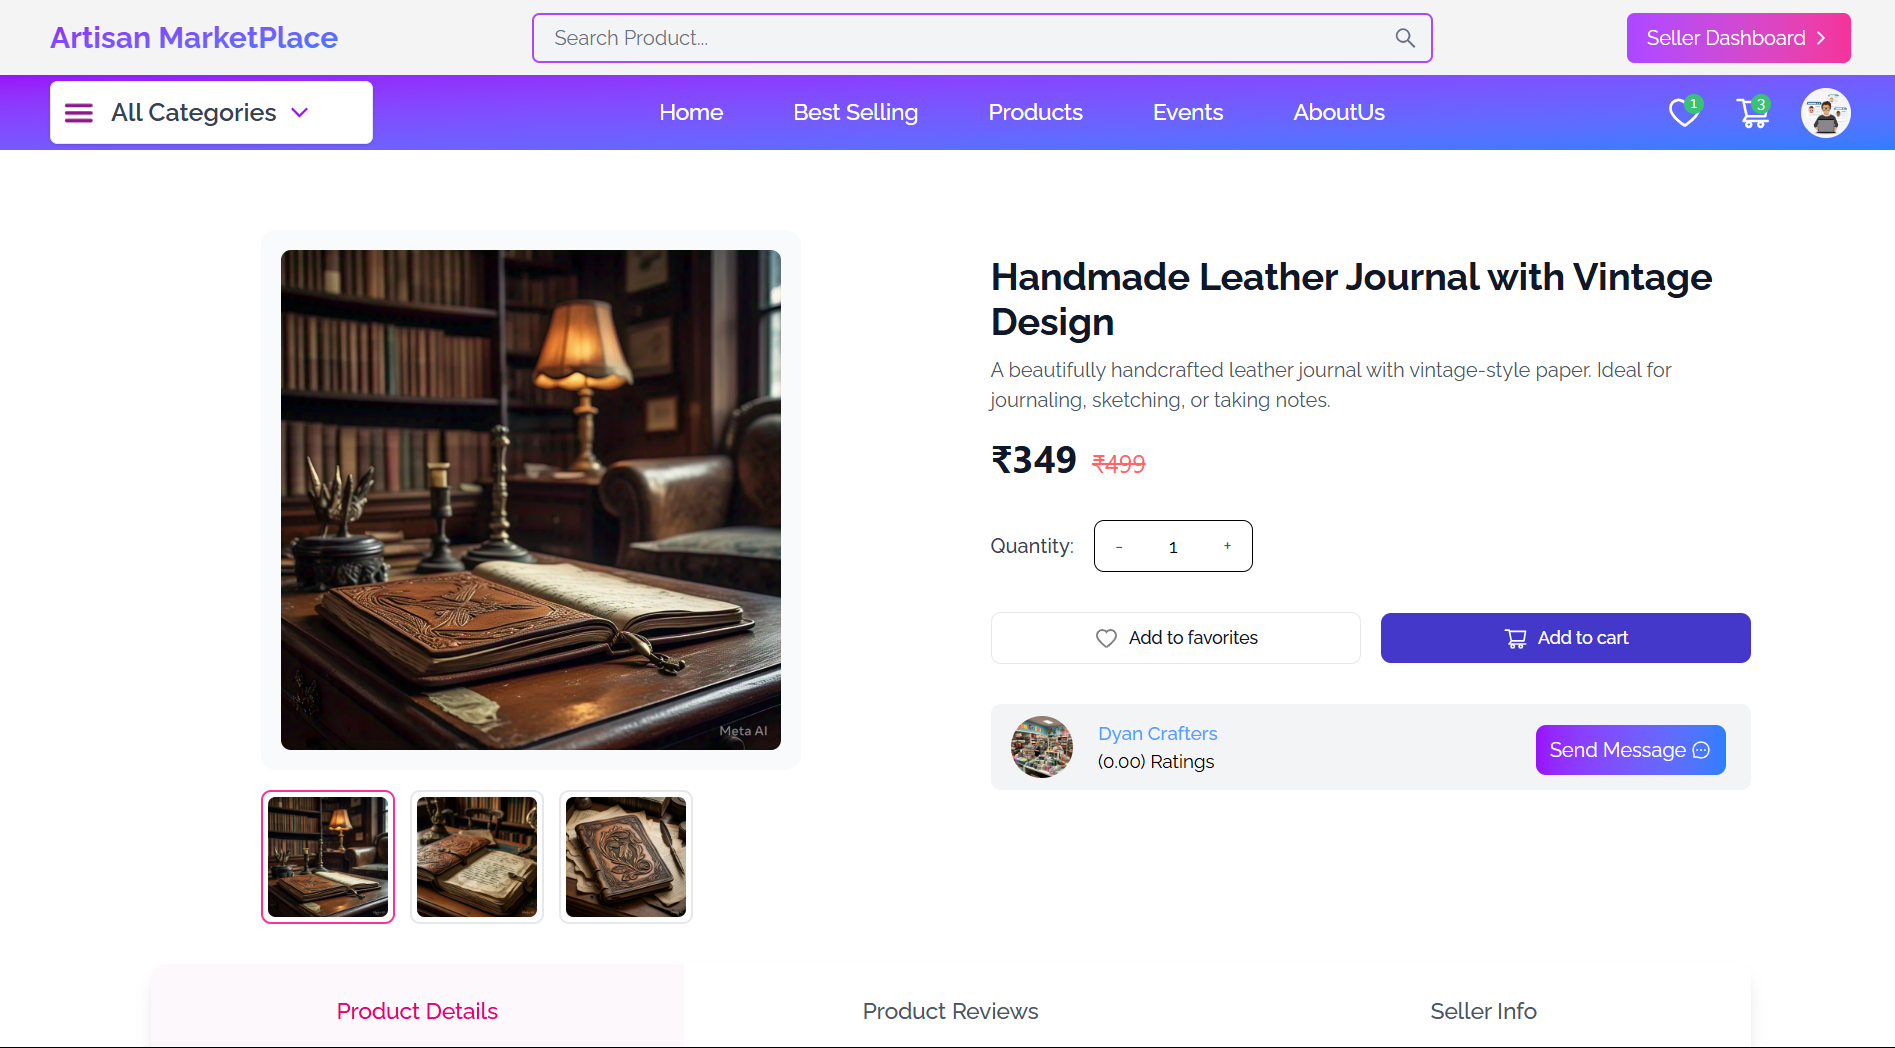 Artisan MarketPlace
Search Product...
Seller Dashboard
All Categories
Home
Best Selling
Products
Events
AboutUs
1
3
Meta AI
Handmade Leather Journal with Vintage
Design
A beautifully handcrafted leather journal with vintage-style paper. Ideal for
journaling, sketching, or taking notes.
₹349 ₹499
Quantity: - 1 +
Add to favorites
Add to cart
Dyan Crafters
(0.00) Ratings
Send Message
Product Details
Product Reviews
Seller Info